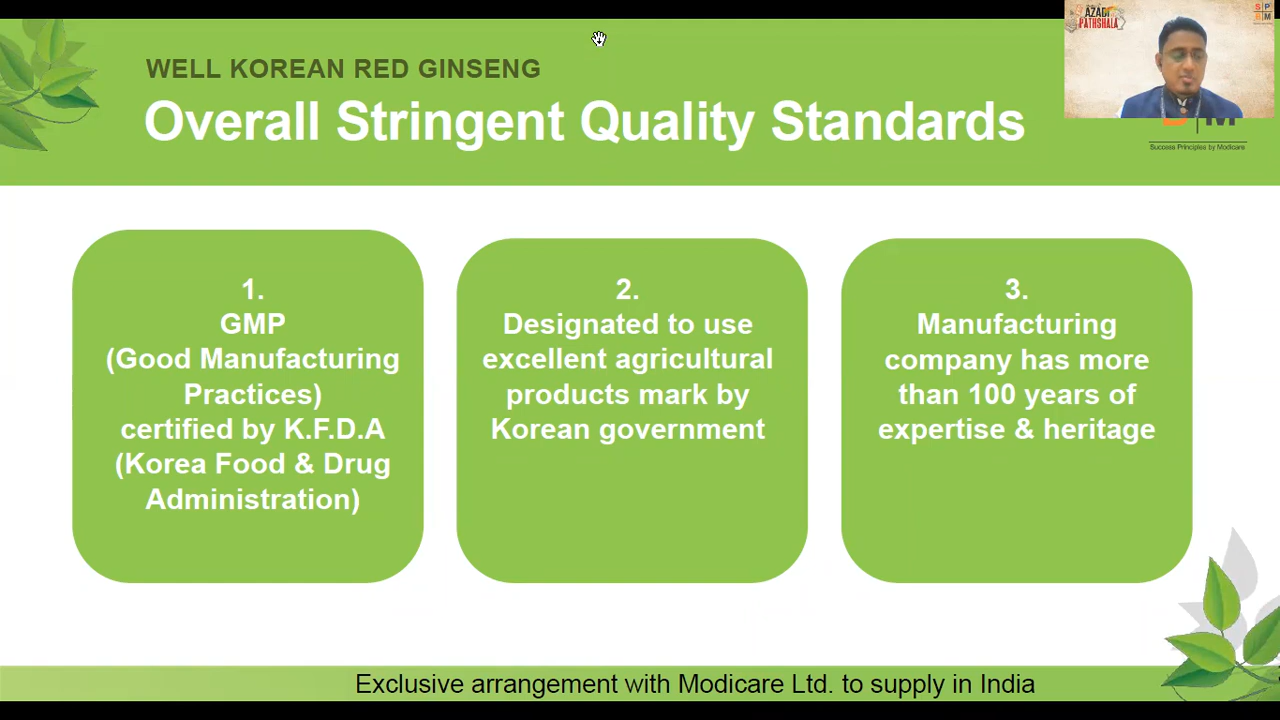 WELL KOREAN RED GINSENG
Overall Stringent Quality Standards
AZADI
PATHSHALA
Success Principles by Modicare
1.
GMP
(Good Manufacturing
Practices)
certified by K.F.D.A
(Korea Food & Drug
Administration)
2.
Designated to use
excellent agricultural
products mark by
Korean government
3.
Manufacturing
company has more
than 100 years of
expertise & heritage
Exclusive arrangement with Modicare Ltd. to supply in India